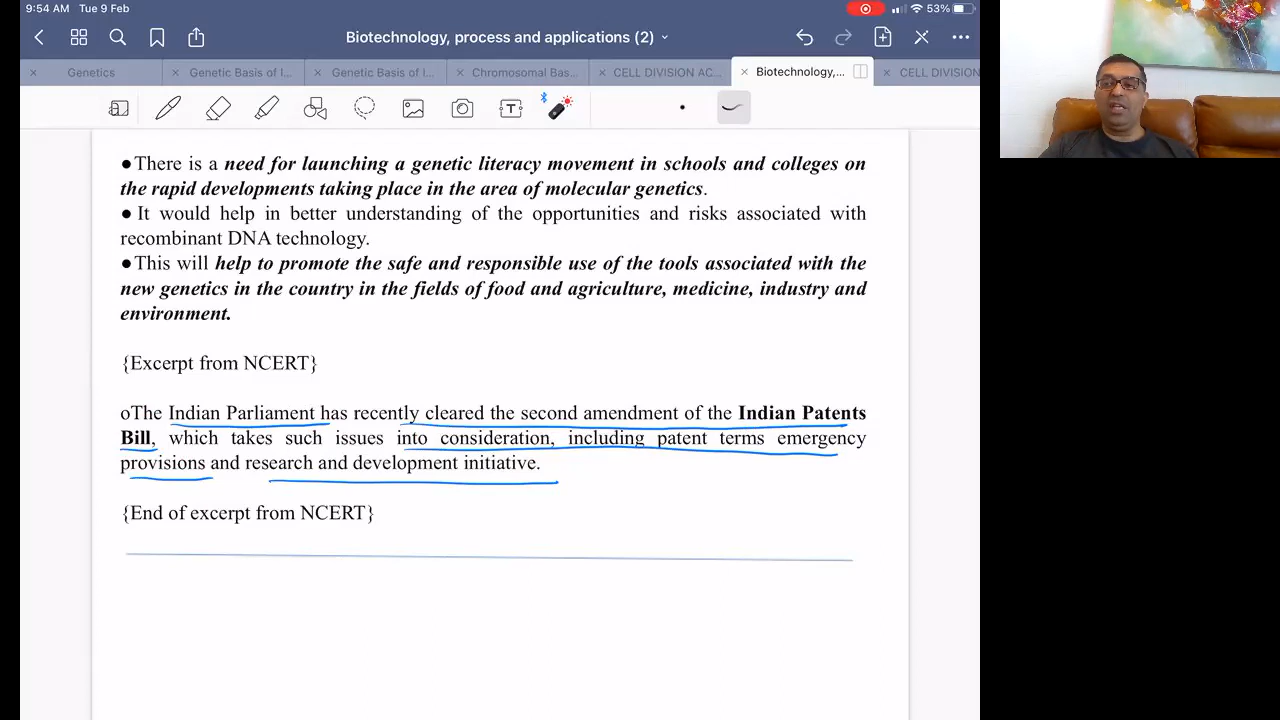 9:54 AM Tue 9 Feb
53%
Biotechnology, process and applications (2)
Genetics
Genetic Basis of I...
Genetic Basis of I...
Chromosomal Bas...
CELL DIVISION AC...
Biotechnology,...
CELL DIVISION
T
●There is a need for launching a genetic literacy movement in schools and colleges on
the rapid developments taking place in the area of molecular genetics.
● It would help in better understanding of the opportunities and risks associated with
recombinant DNA technology.
●This will help to promote the safe and responsible use of the tools associated with the
new genetics in the country in the fields of food and agriculture, medicine, industry and
environment.
{Excerpt from NCERT}
oThe Indian Parliament has recently cleared the second amendment of the Indian Patents
Bill, which takes such issues into consideration, including patent terms emergency
provisions and research and development initiative.
{End of excerpt from NCERT}